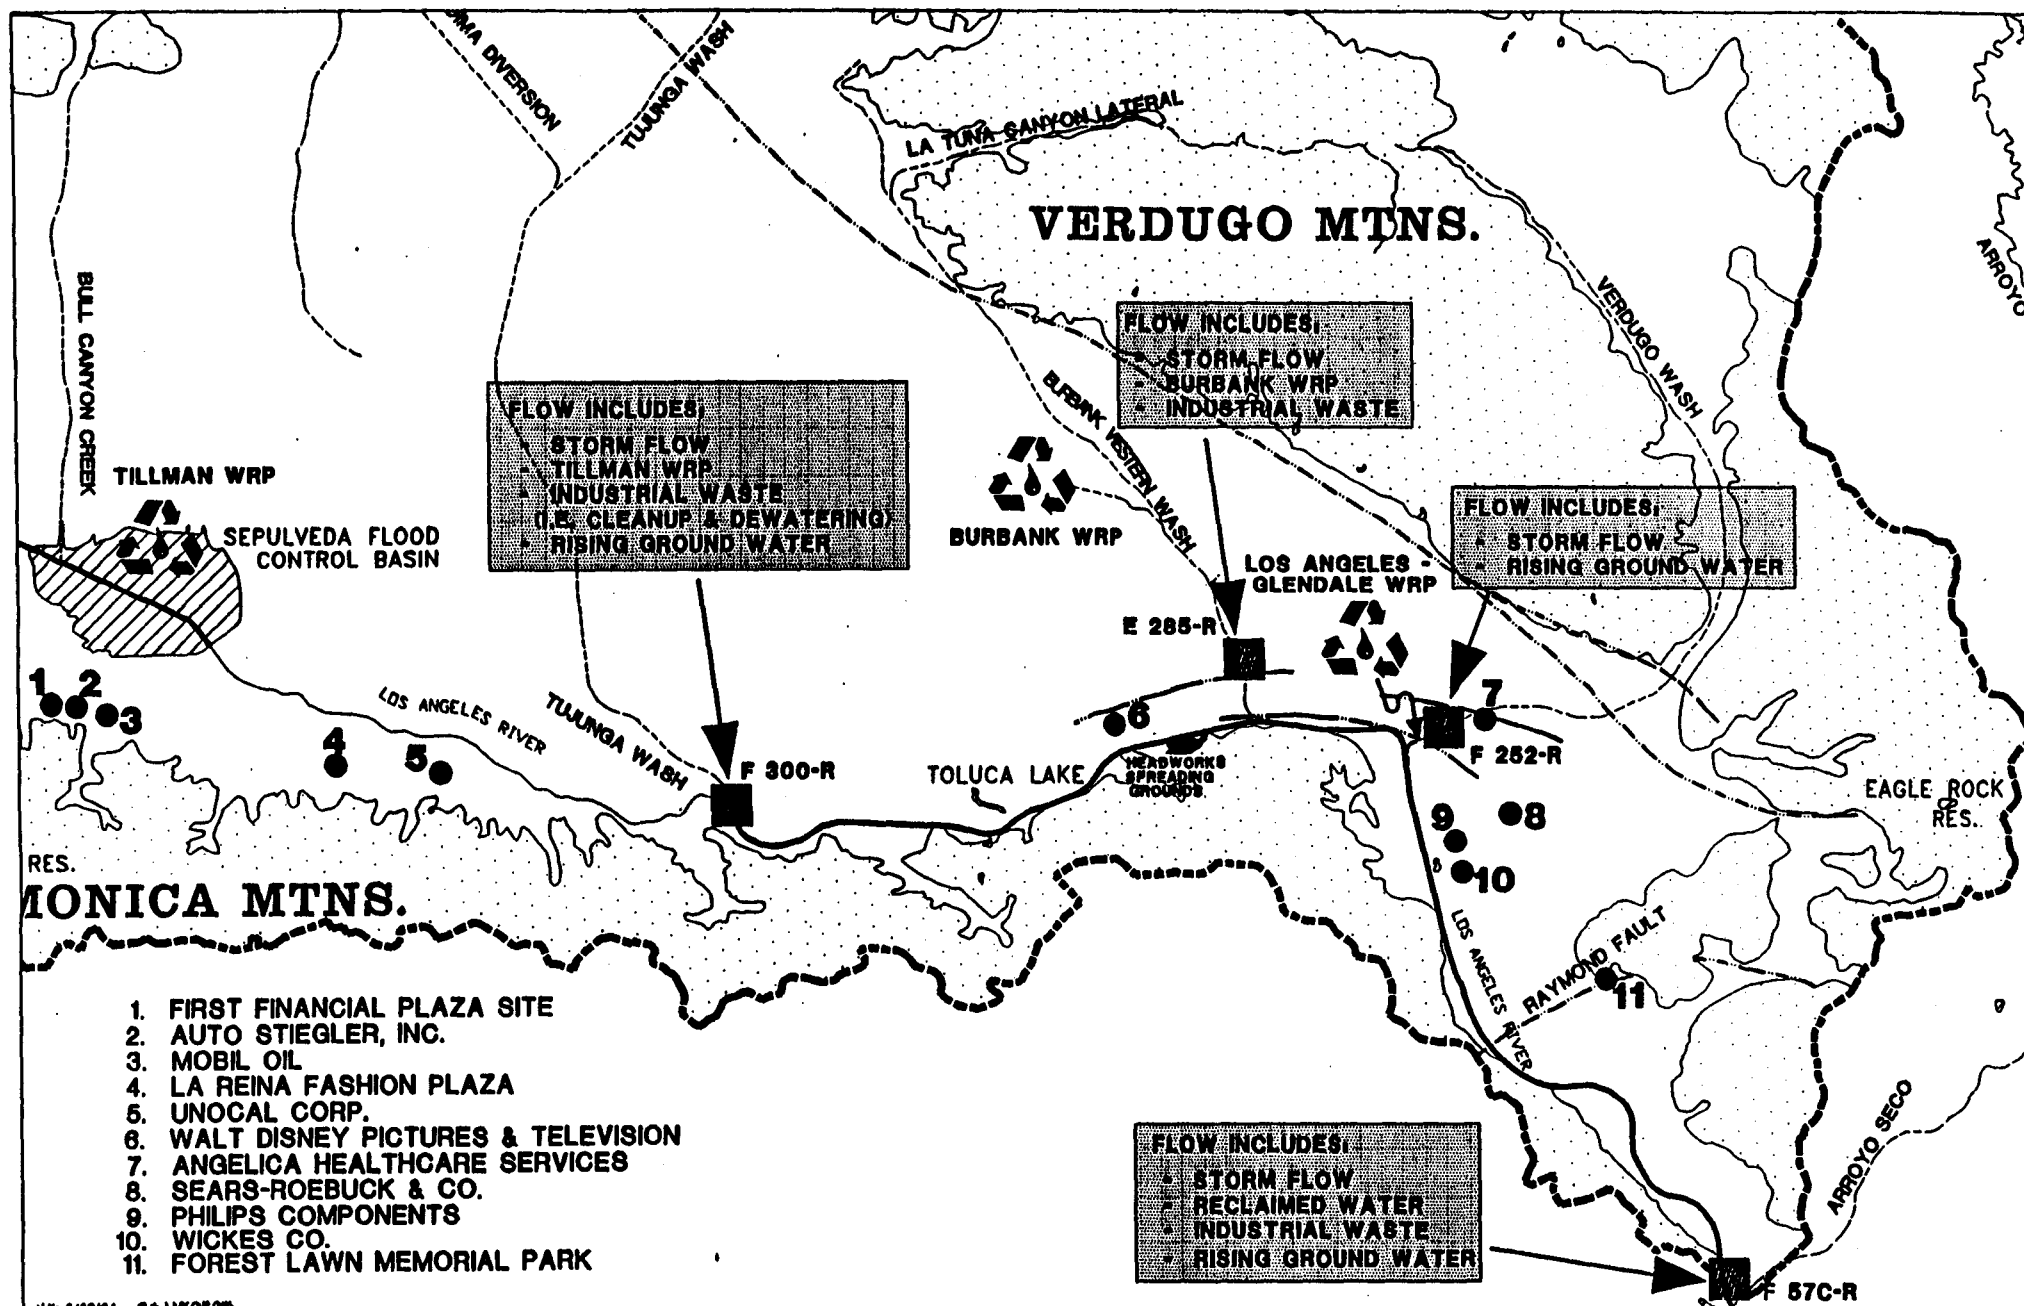 DIVERSION
TUJUNGA WASH
LA TUNA CANYON LATERAL
VERDUGO MTNS.
ARROYO
BULL CANYON CREEK
VERDUGO WASH
FLOW INCLUDES:
- STORM FLOW
- BURBANK WRP
- INDUSTRIAL WASTE
BURBANK WESTERN WASH
FLOW INCLUDES:
- STORM FLOW
- TILLMAN WRP
- INDUSTRIAL WASTE
(I.E. CLEANUP & DEWATERING)
- RISING GROUND WATER
TILLMAN WRP
SEPULVEDA FLOOD
CONTROL BASIN
BURBANK WRP
FLOW INCLUDES:
- STORM FLOW
- RISING GROUND WATER
LOS ANGELES -
GLENDALE WRP
E 285-R
1
2
3
4
5
LOS ANGELES RIVER
TUJUNGA WASH
F 300-R
6
7
F 252-R
TOLUCA LAKE
HEADWORKS
SPREADING
GROUNDS
EAGLE ROCK
RES.
8
9
10
RES.
MONICA MTNS.
LOS ANGELES RIVER
RAYMOND FAULT
11
ARROYO SECO
1. FIRST FINANCIAL PLAZA SITE
2. AUTO STIEGLER, INC.
3. MOBIL OIL
4. LA REINA FASHION PLAZA
5. UNOCAL CORP.
6. WALT DISNEY PICTURES & TELEVISION
7. ANGELICA HEALTHCARE SERVICES
8. SEARS-ROEBUCK & CO.
9. PHILIPS COMPONENTS
10. WICKES CO.
11. FOREST LAWN MEMORIAL PARK
FLOW INCLUDES:
- STORM FLOW
- RECLAIMED WATER
- INDUSTRIAL WASTE
- RISING GROUND WATER
F 57C-R